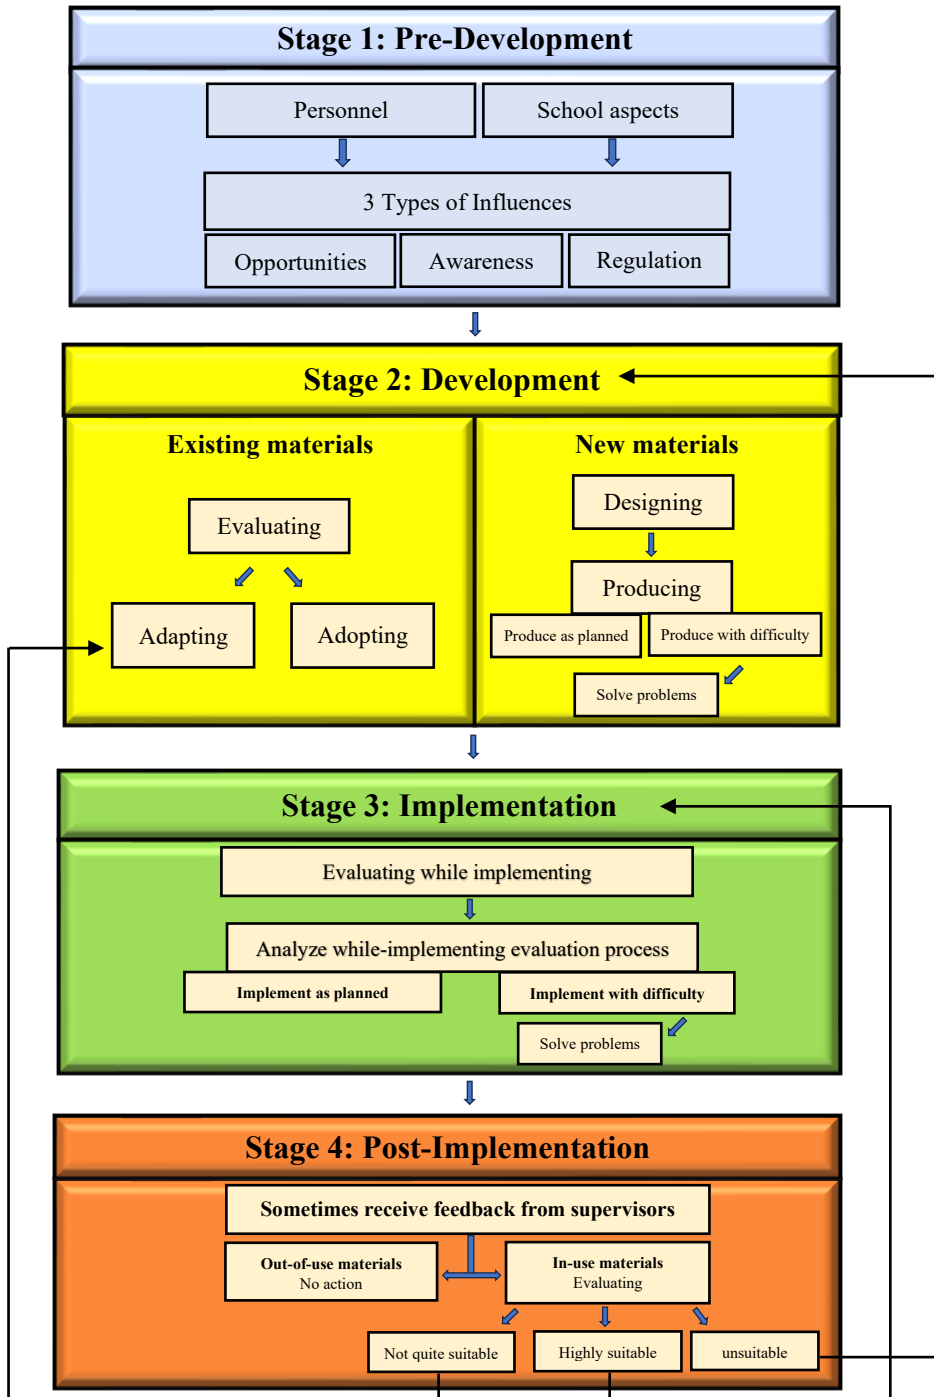 Stage 1: Pre-Development
Personnel
School aspects
3 Types of Influences
Opportunities
Awareness
Regulation
Stage 2: Development
Existing materials
Evaluating
Adapting
Adopting
New materials
Designing
Producing
Produce as planned
Produce with difficulty
Solve problems
Stage 3: Implementation
Evaluating while implementing
Analyze while-implementing evaluation process
Implement as planned
Implement with difficulty
Solve problems
Stage 4: Post-Implementation
Sometimes receive feedback from supervisors
Out-of-use materials
No action
In-use materials
Evaluating
Not quite suitable
Highly suitable
unsuitable